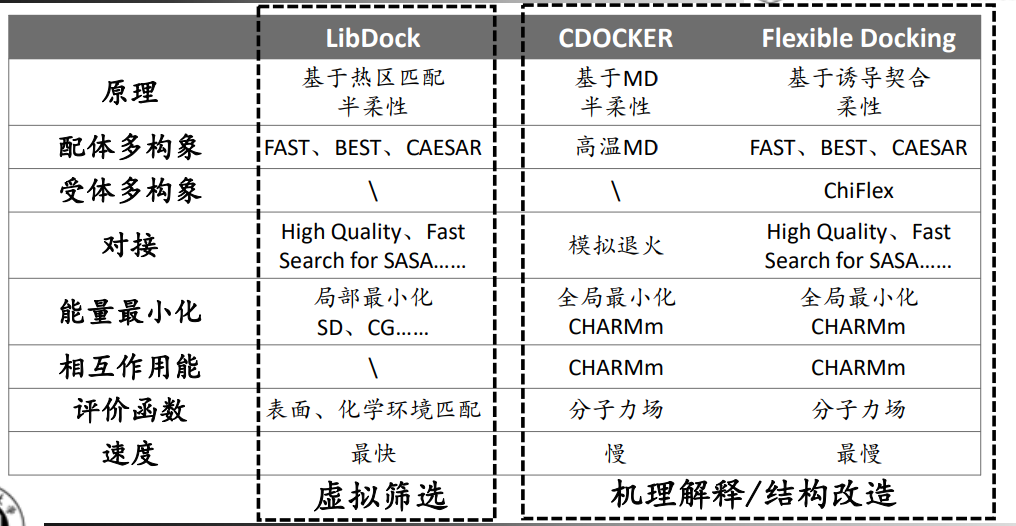 LibDock CDOCKER Flexible Docking
原理 基于热区匹配 基于MD 基于诱导契合
半柔性 半柔性 柔性
配体多构象 FAST、BEST、CAESAR 高温MD FAST、BEST、CAESAR
受体多构象 \ \ ChiFlex
对接 High Quality、Fast 模拟退火 High Quality、Fast
Search for SASA…… Search for SASA……
能量最小化 局部最小化 全局最小化 全局最小化
SD、CG…… CHARMm CHARMm
相互作用能 \ CHARMm CHARMm
评价函数 表面、化学环境匹配 分子力场 分子力场
速度 最快 慢 最慢
虚拟筛选 机理解释/结构改造